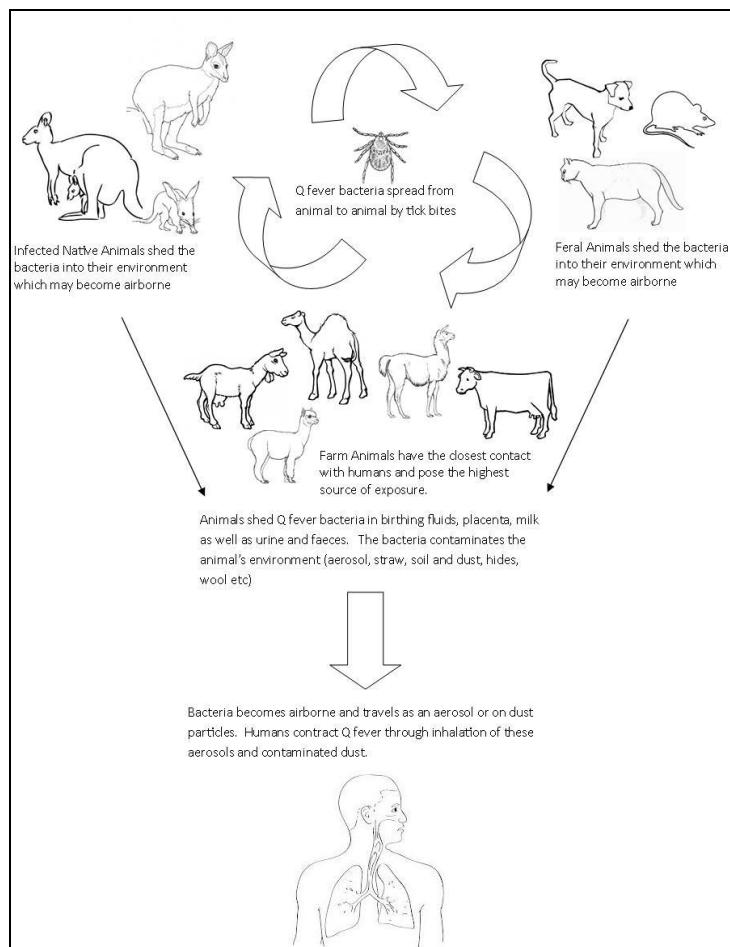 Q fever bacteria spread from
animal to animal by tick bites
Infected Native Animals shed the
bacteria into their environment
which may become airborne
Feral Animals shed the bacteria
into their environment which
may become airborne
Farm Animals have the closest contact
with humans and pose the highest
source of exposure.
Animals shed Q fever bacteria in birthing fluids, placenta, milk
as well as urine and faeces. The bacteria contaminates the
animal's environment (aerosol, straw, soil and dust, hides,
wool etc)
Bacteria becomes airborne and travels as an aerosol or on dust
particles. Humans contract Q fever through inhalation of these
aerosols and contaminated dust.